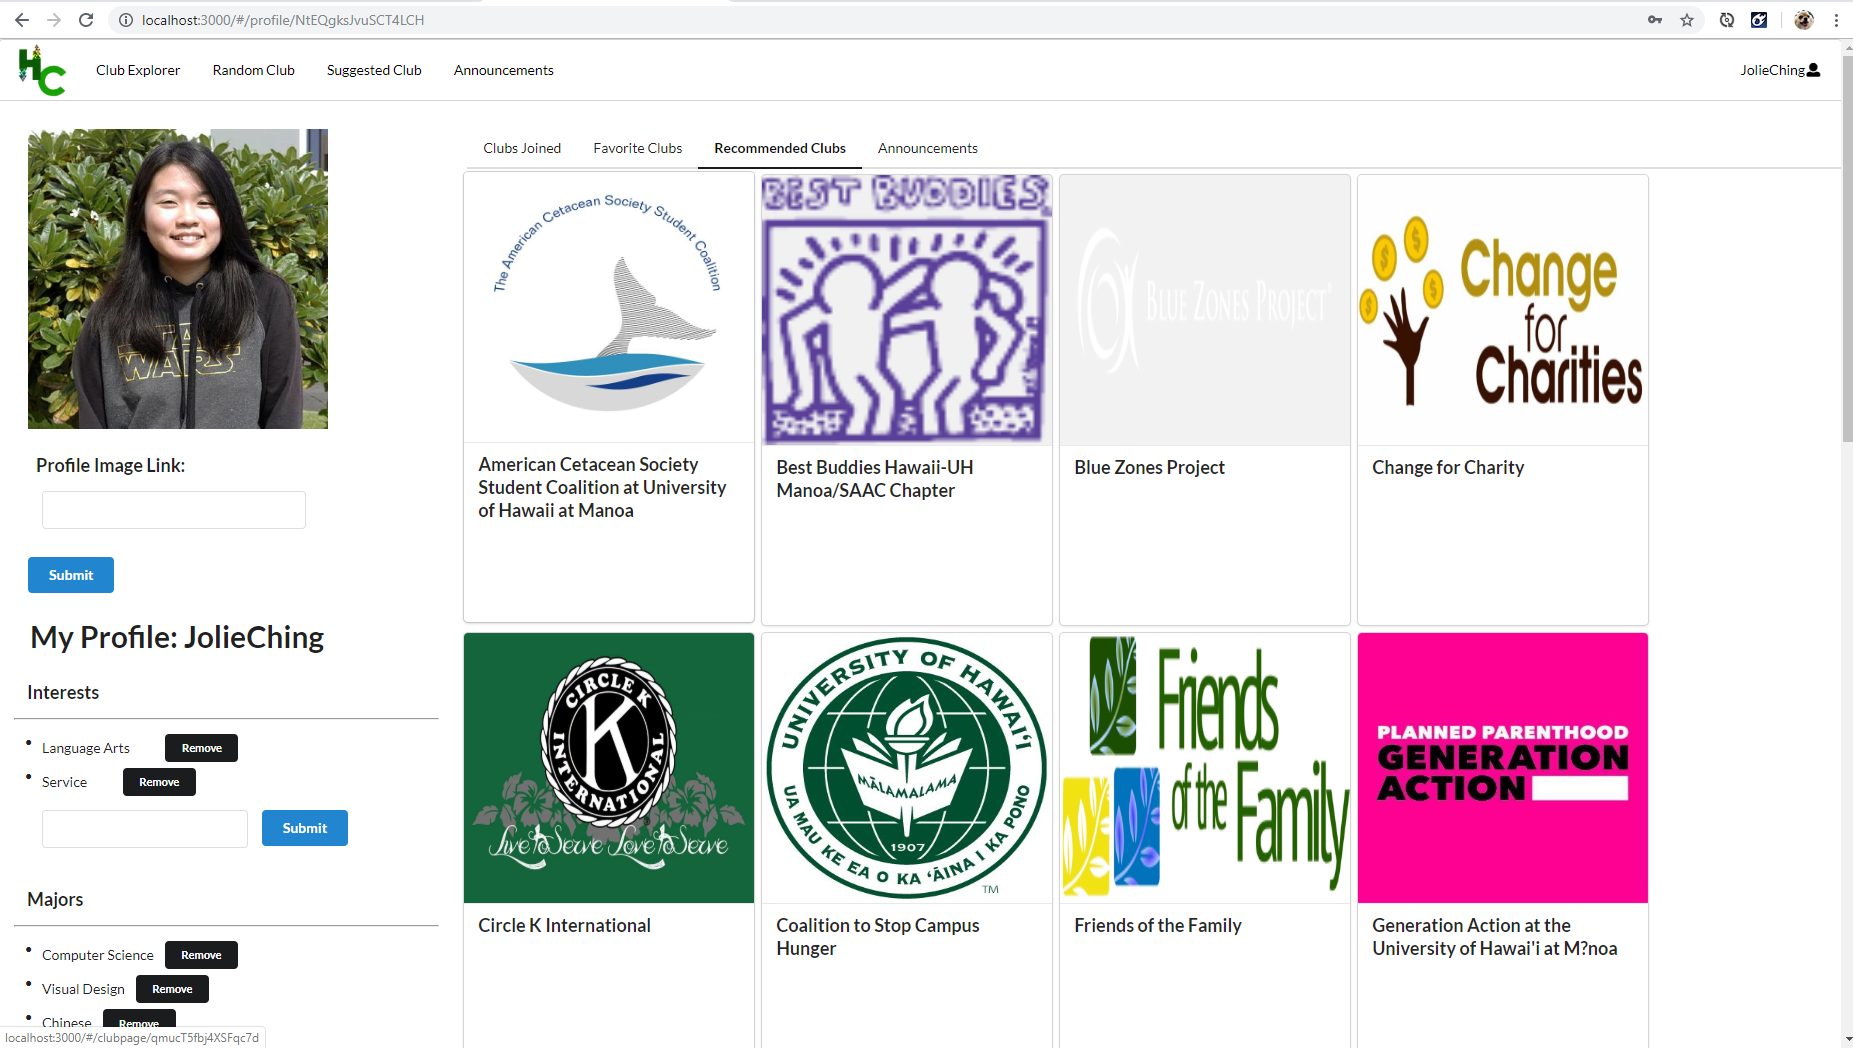 localhost:3000/#/profile/NtEQgksJvuSCT4LCH
HC
Club Explorer
Random Club
Suggested Club
Announcements
JolieChing
STAR
WARS
Profile Image Link:
Submit
My Profile: JolieChing
Interests
Language Arts
Remove
Service
Remove
Submit
Majors
Computer Science
Remove
Visual Design
Remove
Chinese
Remove
localhost:3000/#/clubpage/qmucT5fbj4XSFqc7d
Clubs Joined
Favorite Clubs
Recommended Clubs
Announcements
The American Cetacean Society Student Coalition
American Cetacean Society
Student Coalition at University
of Hawaii at Manoa
BEST BUDDIES
Best Buddies Hawaii-UH
Manoa/SAAC Chapter
BLUE ZONES PROJECT
Blue Zones Project
Change
for
Charities
Change for Charity
CIRCLE K
K
INTERNATIONAL
Live to Serve Love to Serve
Circle K International
UNIVERSITY OF HAWAI‘I
MĀLAMALAMA
1907
UA MAU KE EA O KA ‘ĀINA I KA PONO
TM
Coalition to Stop Campus
Hunger
Friends
of the
Family
Friends of the Family
PLANNED PARENTHOOD
GENERATION
ACTION
Generation Action at the
University of Hawai'i at M?noa